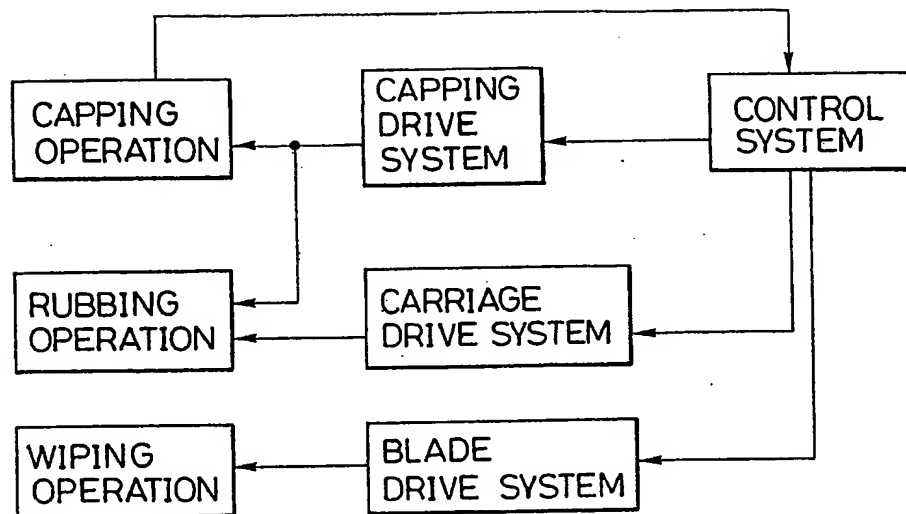 CAPPING
OPERATION
CAPPING
DRIVE
SYSTEM
CONTROL
SYSTEM
RUBBING
OPERATION
CARRIAGE
DRIVE SYSTEM
WIPING
OPERATION
BLADE
DRIVE SYSTEM